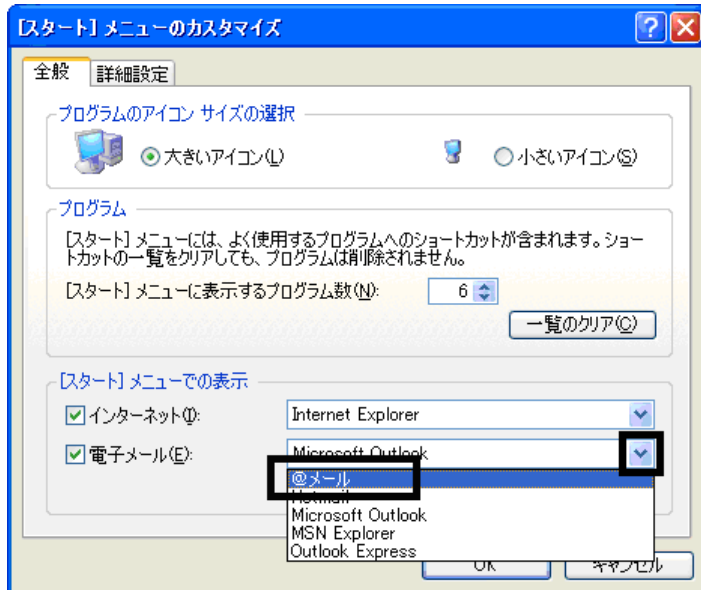 [スタート] メニューのカスタマイズ
全般
詳細設定
プログラムのアイコン サイズの選択
大きいアイコン(L)
小さいアイコン(S)
プログラム
[スタート] メニューには、よく使用するプログラムへのショートカットが含まれます。ショー
トカットの一覧をクリアしても、プログラムは削除されません。
[スタート] メニューに表示するプログラム数(N):
6
一覧のクリア(C)
[スタート] メニューでの表示
インターネット(I):
Internet Explorer
電子メール(E):
Microsoft Outlook
@メール
Hotmail
Microsoft Outlook
MSN Explorer
Outlook Express
OK
キャンセル